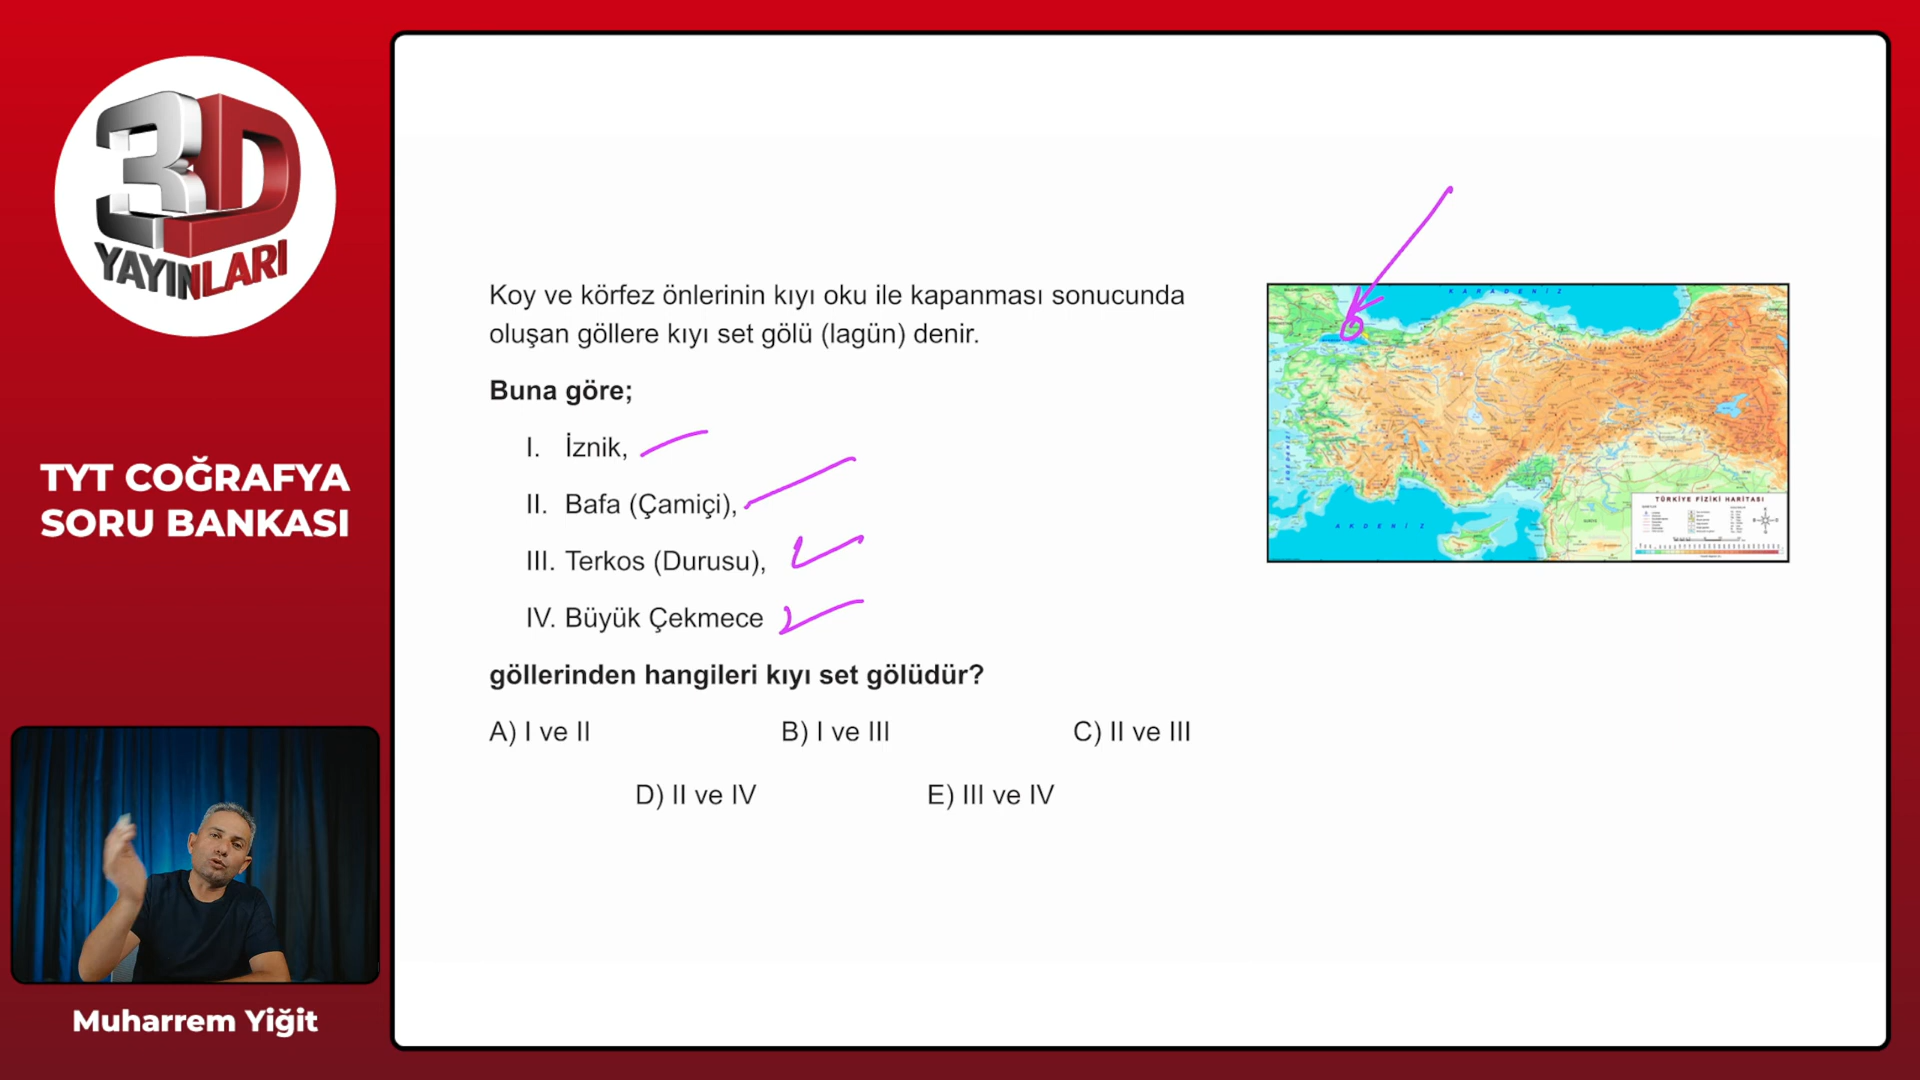 3D
YAYINLARI
TYT COĞRAFYA
SORU BANKASI
Muharrem Yiğit
Koy ve körfez önlerinin kıyı oku ile kapanması sonucunda
oluşan göllere kıyı set gölü (lagün) denir.
Buna göre;
I. İznik,
II. Bafa (Çamiçi),
III. Terkos (Durusu),
IV. Büyük Çekmece
göllerinden hangileri kıyı set gölüdür?
A) I ve II
B) I ve III
C) II ve III
D) II ve IV
E) III ve IV
KARADENİZ
AKDENİZ
TÜRKİYE FİZİKİ HARİTASI